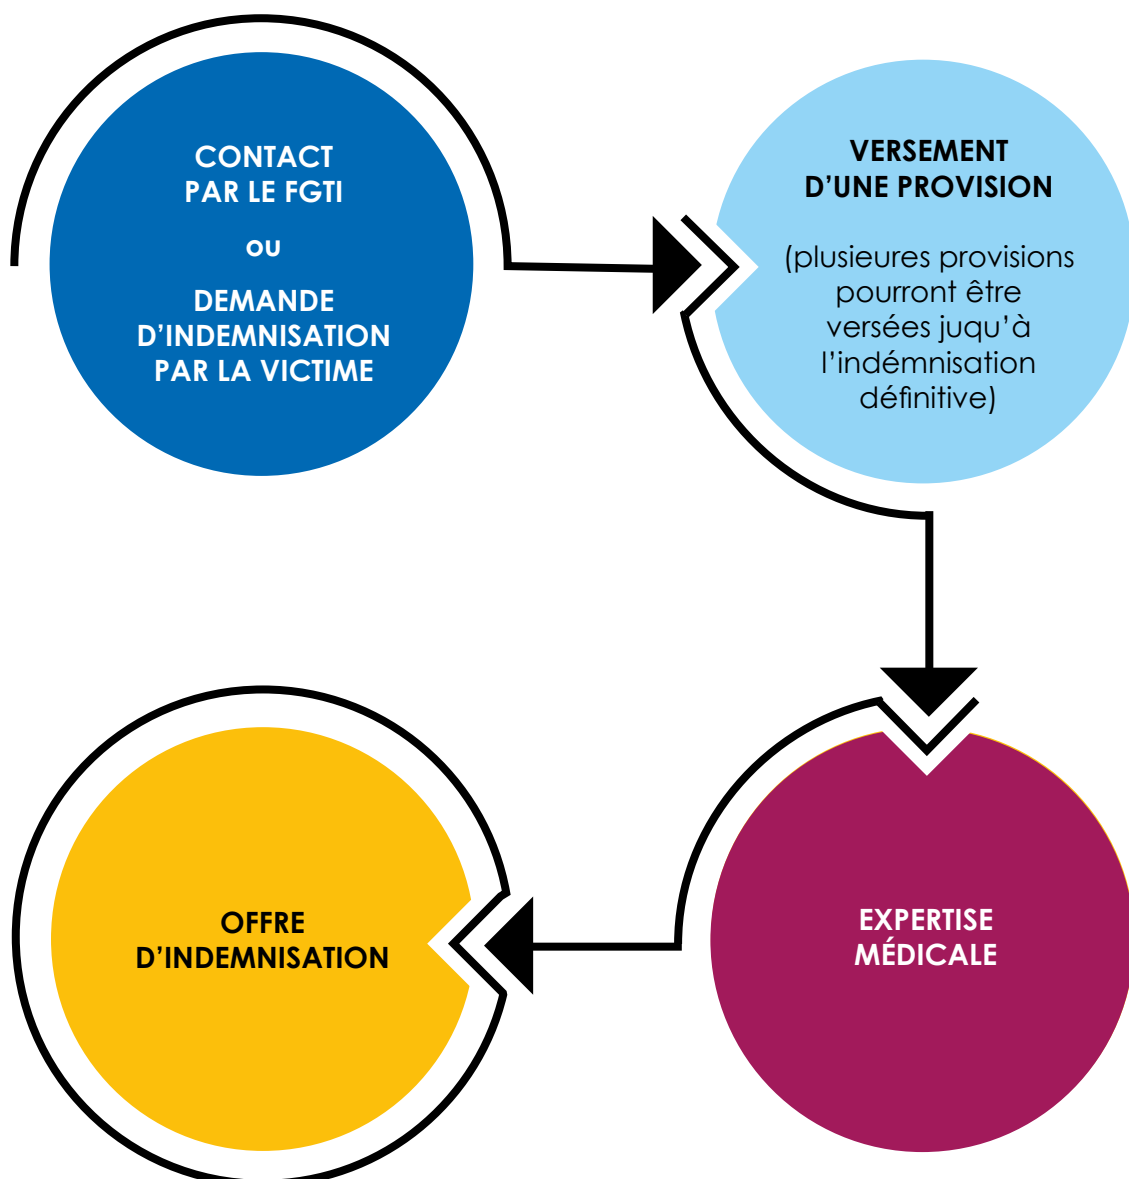 CONTACT
PAR LE FGTI
ou
DEMANDE
D'INDEMNISATION
PAR LA VICTIME
VERSEMENT
D'UNE PROVISION
(plusieures provisions
pourront être
versées juqu'à
l'indémnisation
définitive)
EXPERTISE
MÉDICALE
OFFRE
D'INDEMNISATION